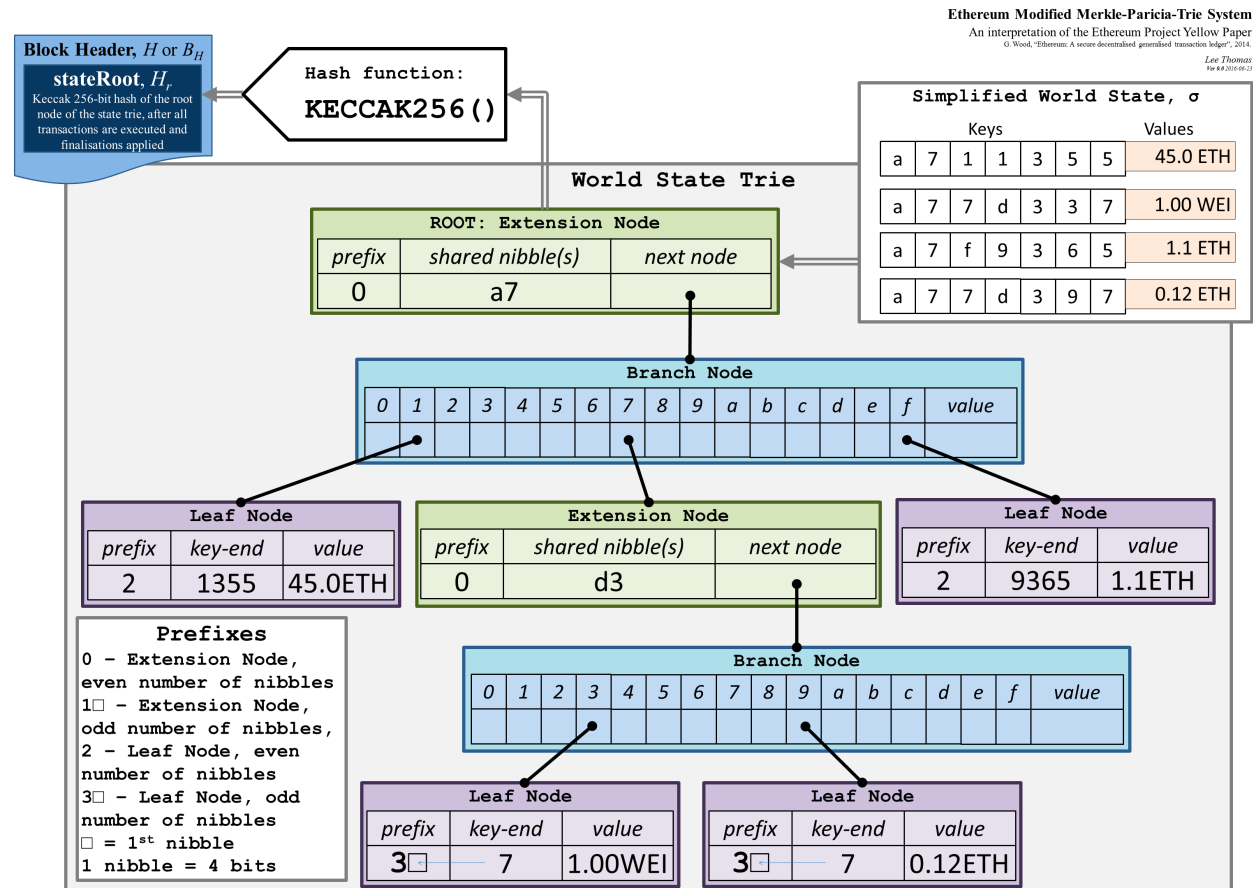 Ethereum Modified Merkle-Paricia-Trie System
An interpretation of the Ethereum Project Yellow Paper
G. Wood, "Ethereum: A secure decentralised generalised transaction ledger", 2014.
Lee Thomas
Ver 0.0 2016-06-23
Block Header, H or B_H
stateRoot, H_r
Keccak 256-bit hash of the root
node of the state trie, after all
transactions are executed and
finalisations applied
Hash function:
KECCAK256()
Simplified World State, σ
Keys Values
a 7 1 1 3 5 5 45.0 ETH
a 7 7 d 3 3 7 1.00 WEI
a 7 f 9 3 6 5 1.1 ETH
a 7 7 d 3 9 7 0.12 ETH
World State Trie
ROOT: Extension Node
prefix shared nibble(s) next node
0 a7
Branch Node
0 1 2 3 4 5 6 7 8 9 a b c d e f value
Leaf Node
prefix key-end value
2 1355 45.0ETH
Extension Node
prefix shared nibble(s) next node
0 d3
Leaf Node
prefix key-end value
2 9365 1.1ETH
Prefixes
0 – Extension Node,
even number of nibbles
1□ – Extension Node,
odd number of nibbles,
2 – Leaf Node, even
number of nibbles
3□ – Leaf Node, odd
number of nibbles
□ = 1st nibble
1 nibble = 4 bits
Branch Node
0 1 2 3 4 5 6 7 8 9 a b c d e f value
Leaf Node
prefix key-end value
3□ 7 1.00WEI
Leaf Node
prefix key-end value
3□ 7 0.12ETH